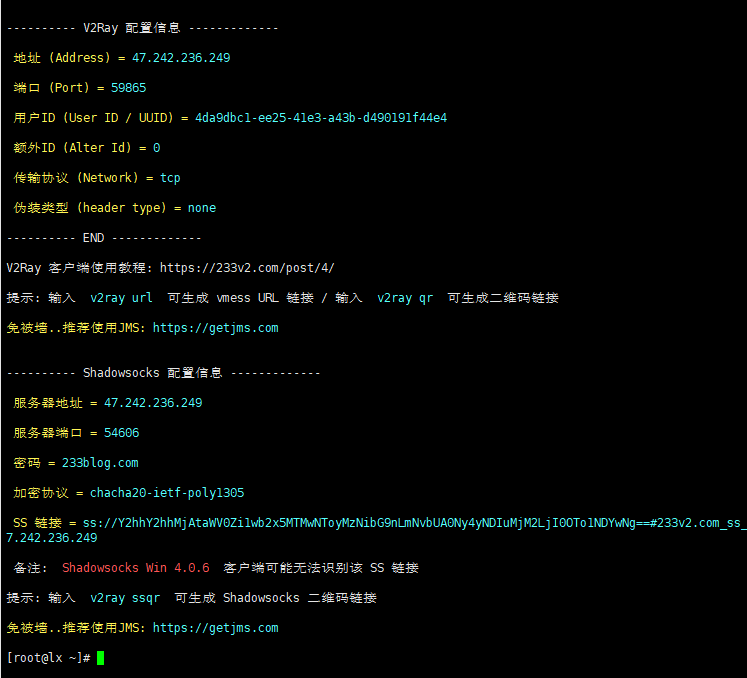 ---------- V2Ray 配置信息 -------------
地址 (Address) = 47.242.236.249
端口 (Port) = 59865
用户ID (User ID / UUID) = 4da9dbc1-ee25-41e3-a43b-d490191f44e4
额外ID (Alter Id) = 0
传输协议 (Network) = tcp
伪装类型 (header type) = none
---------- END -------------
V2Ray 客户端使用教程: https://233v2.com/post/4/
提示: 输入  v2ray url  可生成 vmess URL 链接 / 输入  v2ray qr  可生成二维码链接
免被墙..推荐使用JMS: https://getjms.com
---------- Shadowsocks 配置信息 -------------
服务器地址 = 47.242.236.249
服务器端口 = 54606
密码 = 233blog.com
加密协议 = chacha20-ietf-poly1305
SS 链接 = ss://Y2hhY2hhMjAtaWV0Zi1wb2x5MTMwNToyMzNibG9nLmNvbUA0Ny4yNDIuMjM2LjI0OTo1NDYwNg==#233v2.com_ss_
7.242.236.249
备注:  Shadowsocks Win 4.0.6  客户端可能无法识别该 SS 链接
提示: 输入  v2ray ssqr  可生成 Shadowsocks 二维码链接
免被墙..推荐使用JMS: https://getjms.com
[root@lx ~]#